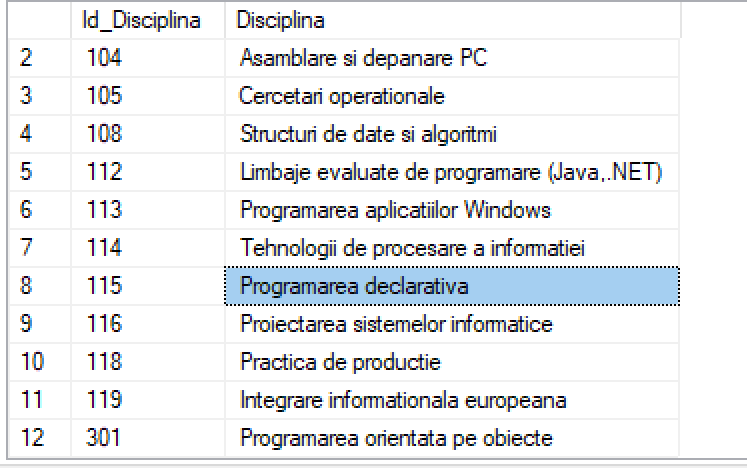 Id_Disciplina Disciplina
2 104 Asamblare si depanare PC
3 105 Cercetari operationale
4 108 Structuri de date si algoritmi
5 112 Limbaje evaluate de programare (Java,.NET)
6 113 Programarea aplicatiilor Windows
7 114 Tehnologii de procesare a informatiei
8 115 Programarea declarativa
9 116 Proiectarea sistemelor informatice
10 118 Practica de productie
11 119 Integrare informationala europeana
12 301 Programarea orientata pe obiecte